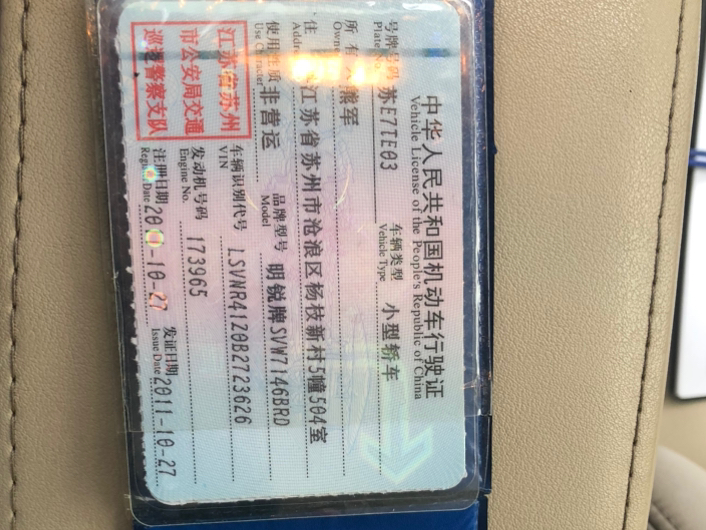 中华人民共和国机动车行驶证
Vehicle License of the People's Republic of China
号牌号码 苏E7TE03 车辆类型 小型轿车
Plate No. Vehicle Type
所
Owne 军
住 江苏省苏州市沧浪区杨枝新村5幢504室
Addre
使用性质 非营运 品牌型号 明锐牌SVW7146BRD
Use Character Model
江苏省苏州
市公安局交通
巡逻警察支队
车辆识别代号 LSVNR41Z0B2723626
VIN
发动机号码 173965
Engine No.
注册日期 2011-10-27 发证日期 2011-10-27
Register Date Issue Date